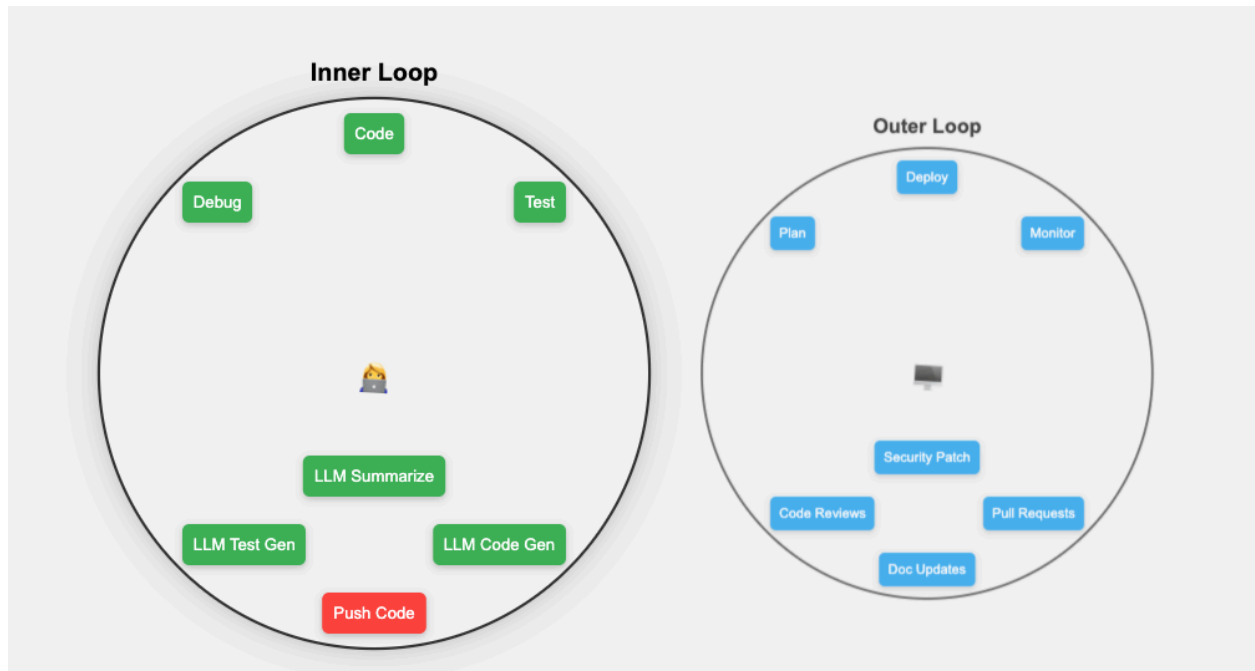 Inner Loop
Code
Debug
Test
LLM Summarize
LLM Test Gen
LLM Code Gen
Push Code
Outer Loop
Deploy
Plan
Monitor
Security Patch
Code Reviews
Pull Requests
Doc Updates